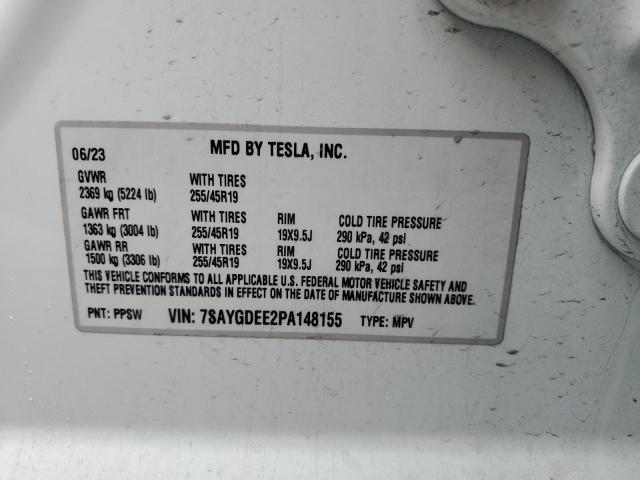 06/23 MFD BY TESLA, INC.
GVWR WITH TIRES
2369 kg (5224 lb) 255/45R19
GAWR FRT WITH TIRES RIM COLD TIRE PRESSURE
1363 kg (3004 lb) 255/45R19 19X9.5J 290 kPa, 42 psi
GAWR RR WITH TIRES RIM COLD TIRE PRESSURE
1500 kg (3306 lb) 255/45R19 19X9.5J 290 kPa, 42 psi
THIS VEHICLE CONFORMS TO ALL APPLICABLE U.S. FEDERAL MOTOR VEHICLE SAFETY AND
THEFT PREVENTION STANDARDS IN EFFECT ON THE DATE OF MANUFACTURE SHOWN ABOVE.
PNT: PPSW VIN: 7SAYGDEE2PA148155 TYPE: MPV